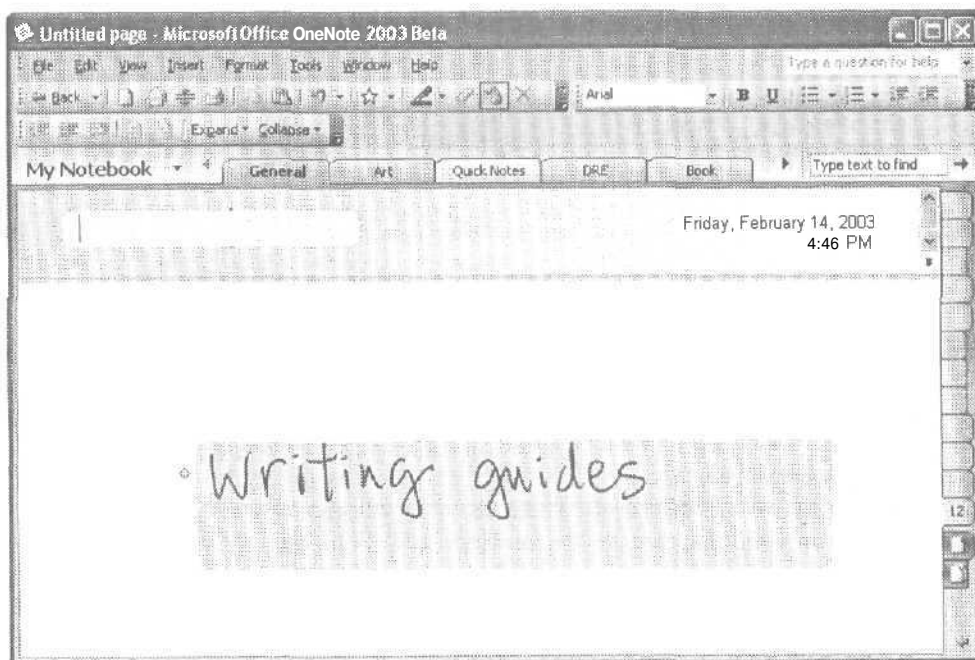 Untitled page - Microsoft Office OneNote 2003 Beta
File Edit View Insert Format Tools Window Help Type a question for help
Back Arial B U
Expand Collapse
My Notebook General Art Quick Notes DRE Book Type text to find
Friday, February 14, 2003
4:46 PM
Writing guides
12